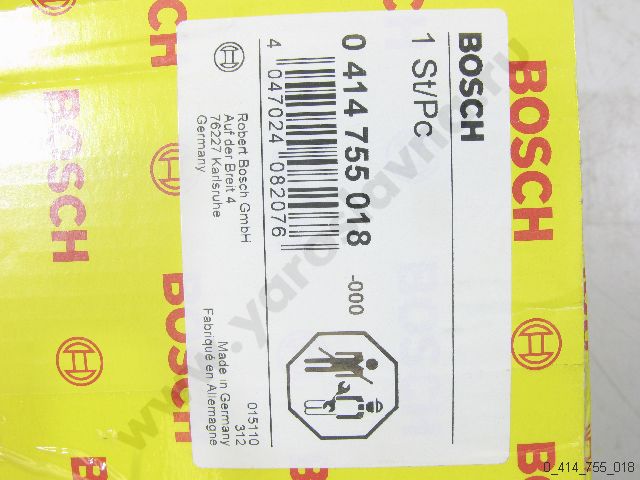 BOSCH
BOSCH
BOSCH
BOSCH
BOSCH
1 St/Pc
0 414 755 018 -000
4 047024 082076
Robert Bosch GmbH
Auf der Breit 4
76227 Karlsruhe
Germany
015110
312
Made in Germany
Fabriqué en Allemagne
0_414_755_018